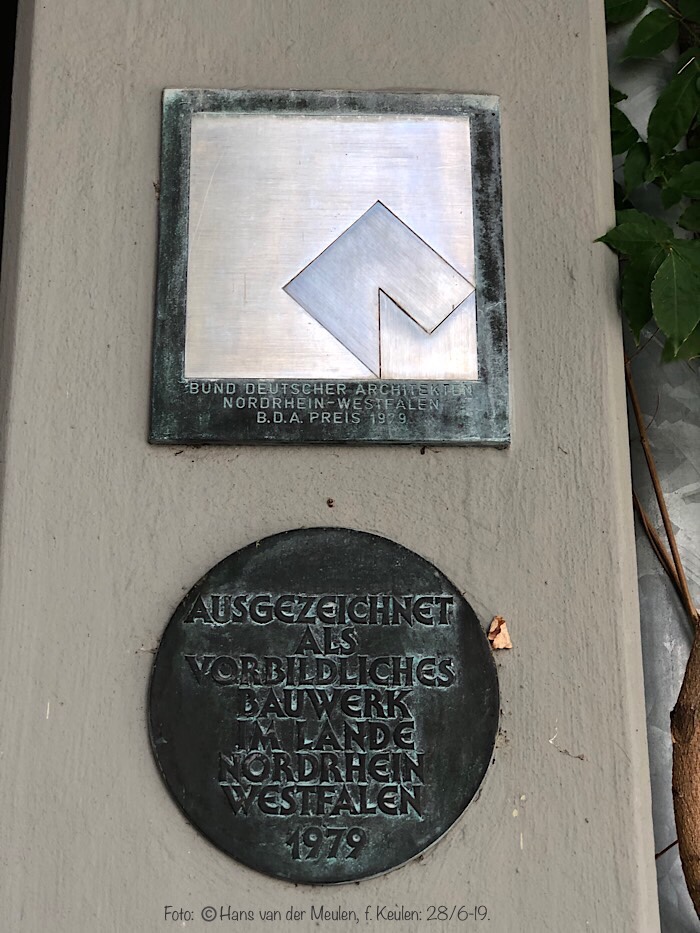 BUND DEUTSCHER ARCHITEKTEN
NORDRHEIN-WESTFALEN
B.D.A. PREIS 1979
AUSGEZEICHNET
ALS
VORBILDLICHES
BAUWERK
IM LANDE
NORDRHEIN
WESTFALEN
1979
Foto: ©Hans van der Meulen, f. Keulen: 28/6-19.